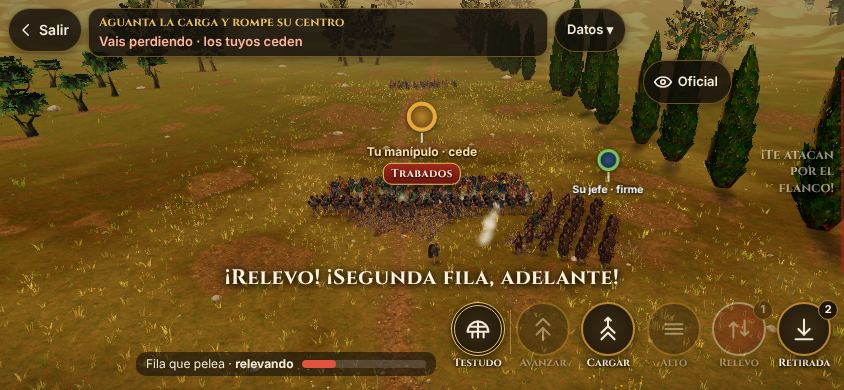 Salir
Aguanta la carga y rompe su centro
Vais perdiendo · los tuyos ceden
Datos ▾
Oficial
Tu manípulo · cede
Trabados
Su jefe · firme
¡Te atacan
por el
flanco!
¡Relevo! ¡Segunda fila, adelante!
1
2
Testudo
Avanzar
Cargar
Alto
Relevo
Retirada
Fila que pelea · relevando